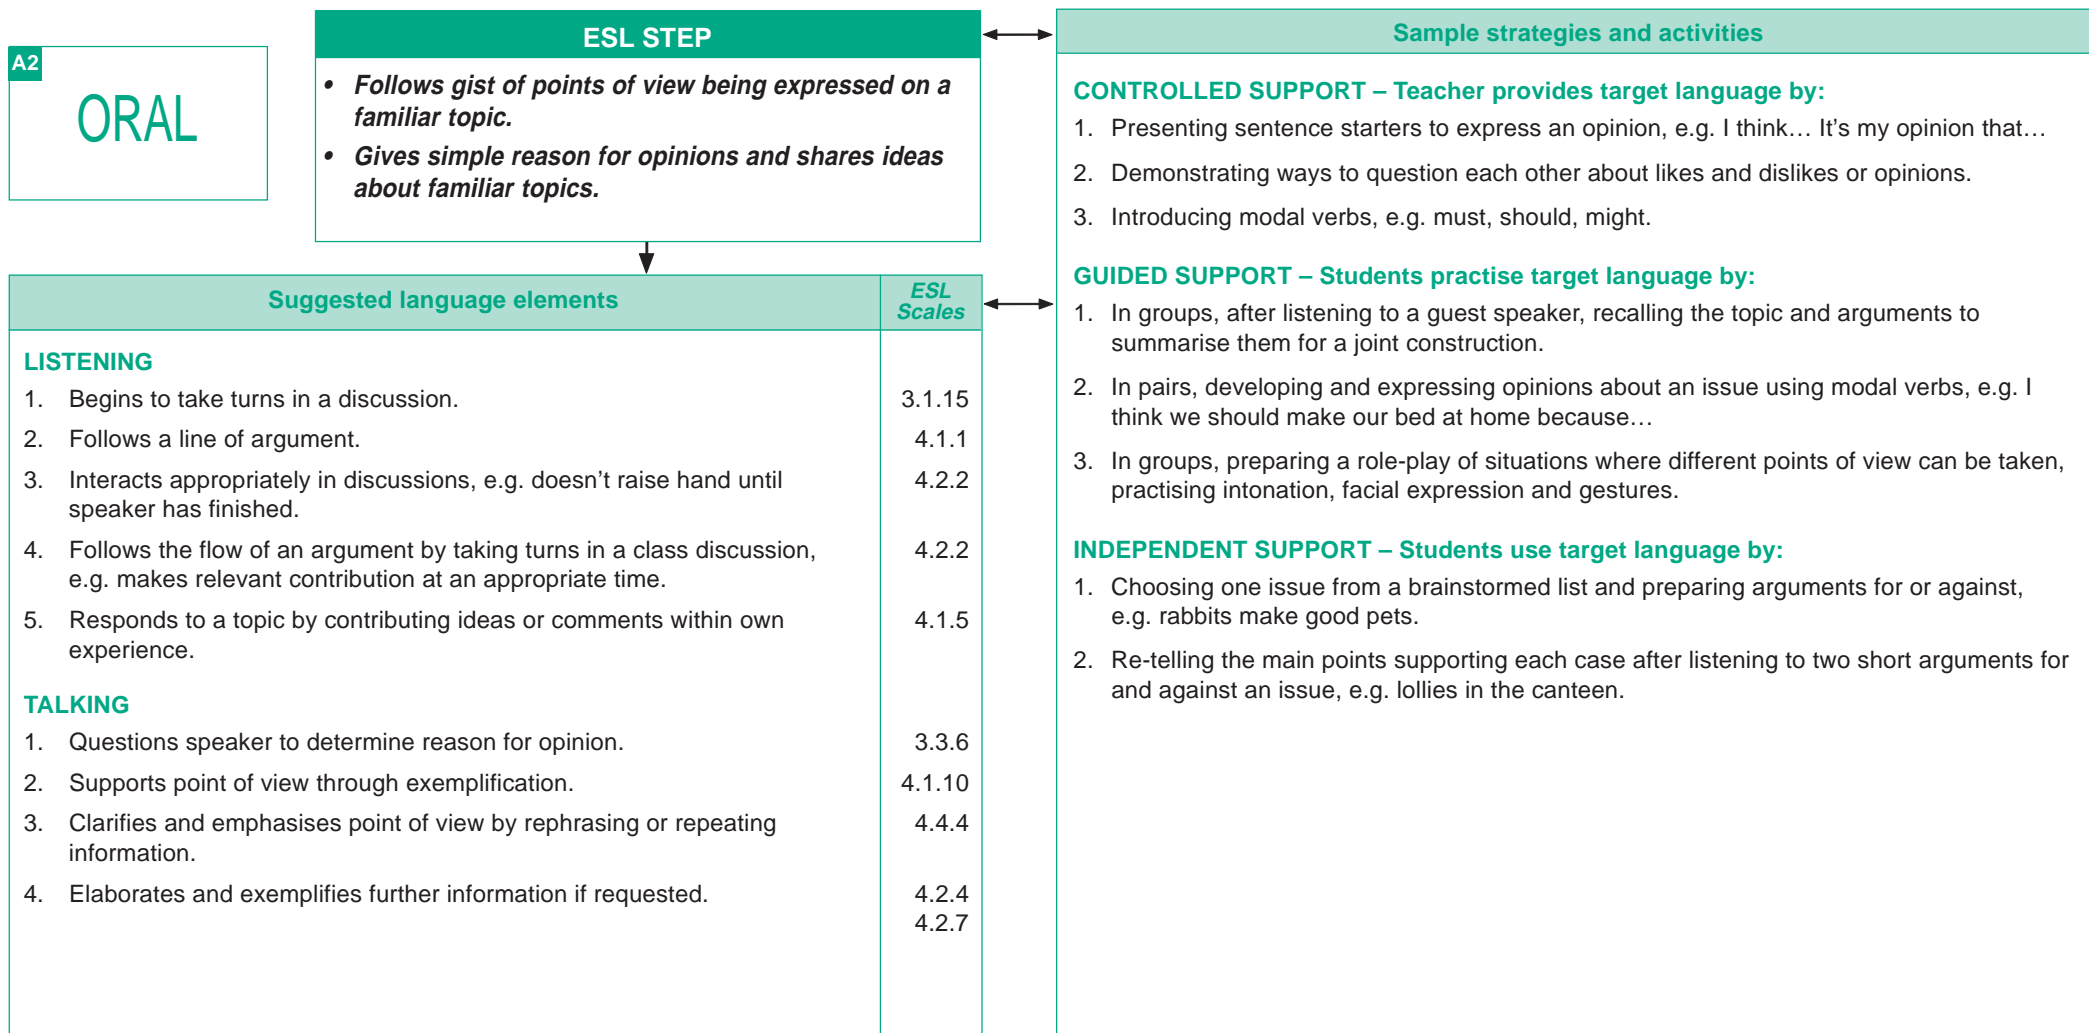 A2
ORAL
ESL STEP
• Follows gist of points of view being expressed on a
familiar topic.
• Gives simple reason for opinions and shares ideas
about familiar topics.
Suggested language elements
ESL
Scales
LISTENING
1. Begins to take turns in a discussion. 3.1.15
2. Follows a line of argument. 4.1.1
3. Interacts appropriately in discussions, e.g. doesn't raise hand until 4.2.2
speaker has finished.
4. Follows the flow of an argument by taking turns in a class discussion, 4.2.2
e.g. makes relevant contribution at an appropriate time.
5. Responds to a topic by contributing ideas or comments within own 4.1.5
experience.
TALKING
1. Questions speaker to determine reason for opinion. 3.3.6
2. Supports point of view through exemplification. 4.1.10
3. Clarifies and emphasises point of view by rephrasing or repeating 4.4.4
information.
4. Elaborates and exemplifies further information if requested. 4.2.4
4.2.7
Sample strategies and activities
CONTROLLED SUPPORT – Teacher provides target language by:
1. Presenting sentence starters to express an opinion, e.g. I think… It's my opinion that…
2. Demonstrating ways to question each other about likes and dislikes or opinions.
3. Introducing modal verbs, e.g. must, should, might.
GUIDED SUPPORT – Students practise target language by:
1. In groups, after listening to a guest speaker, recalling the topic and arguments to
summarise them for a joint construction.
2. In pairs, developing and expressing opinions about an issue using modal verbs, e.g. I
think we should make our bed at home because…
3. In groups, preparing a role-play of situations where different points of view can be taken,
practising intonation, facial expression and gestures.
INDEPENDENT SUPPORT – Students use target language by:
1. Choosing one issue from a brainstormed list and preparing arguments for or against,
e.g. rabbits make good pets.
2. Re-telling the main points supporting each case after listening to two short arguments for
and against an issue, e.g. lollies in the canteen.